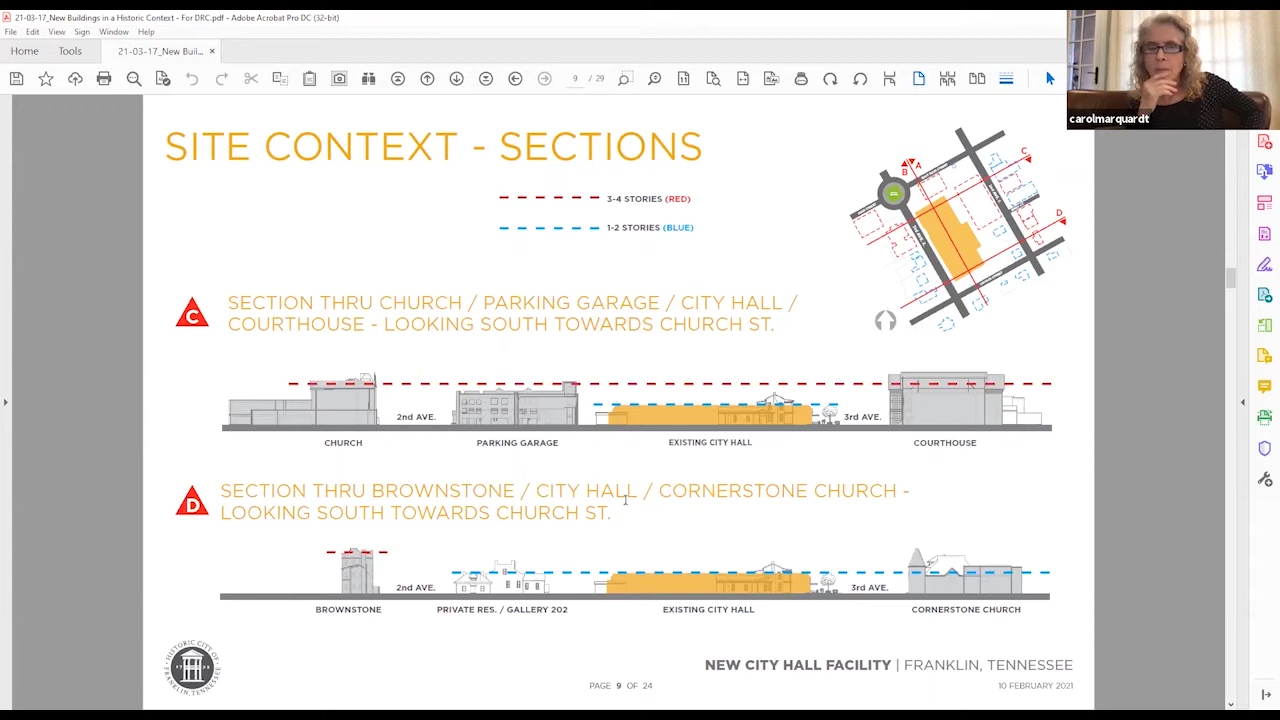 21-03-17_New Buildings in a Historic Context - For DRC.pdf - Adobe Acrobat Pro DC (32-bit)
File Edit View Sign Window Help
Home Tools 21-03-17_New Buil... ×
9 / 29
carolmarquardt
SITE CONTEXT - SECTIONS
3-4 STORIES (RED)
1-2 STORIES (BLUE)
B A
C
D
C
SECTION THRU CHURCH / PARKING GARAGE / CITY HALL /
COURTHOUSE - LOOKING SOUTH TOWARDS CHURCH ST.
2nd AVE. 3rd AVE.
CHURCH PARKING GARAGE EXISTING CITY HALL COURTHOUSE
D
SECTION THRU BROWNSTONE / CITY HALL / CORNERSTONE CHURCH -
LOOKING SOUTH TOWARDS CHURCH ST.
2nd AVE. 3rd AVE.
BROWNSTONE PRIVATE RES. / GALLERY 202 EXISTING CITY HALL CORNERSTONE CHURCH
HISTORIC CITY OF
FRANKLIN, TENNESSEE
NEW CITY HALL FACILITY | FRANKLIN, TENNESSEE
PAGE 9 OF 24
10 FEBRUARY 2021